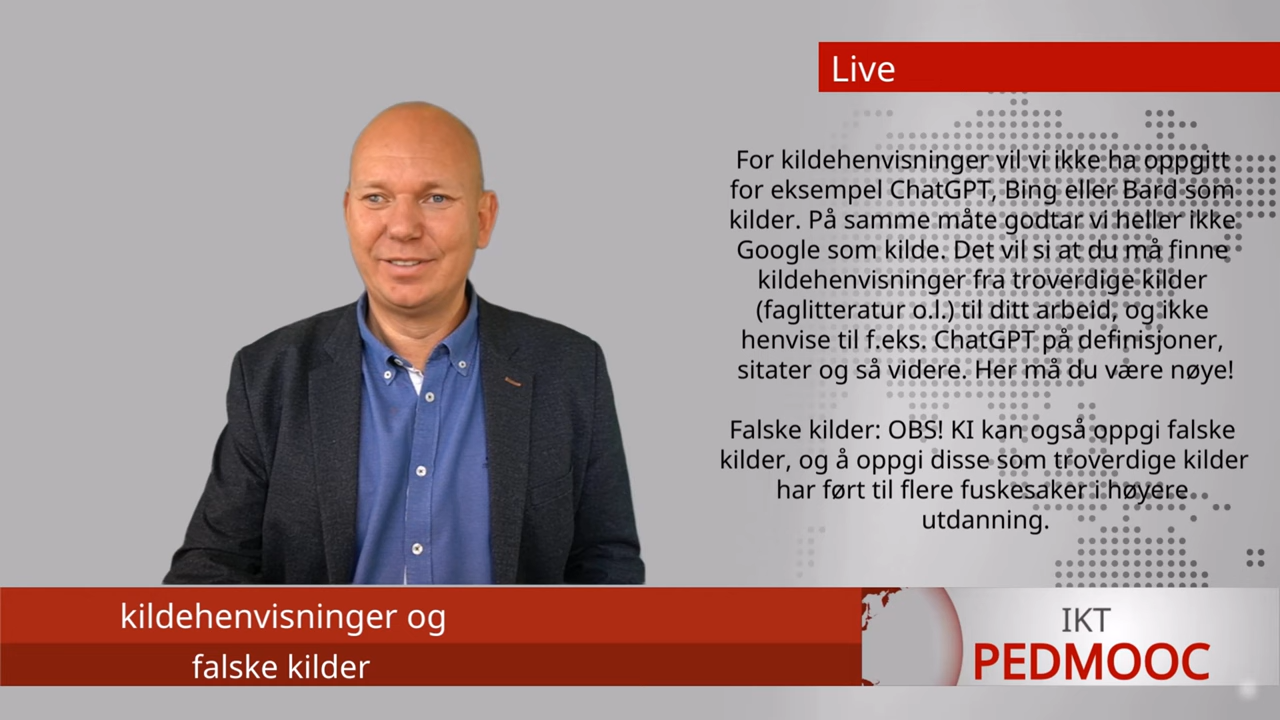 Live
For kildehenvisninger vil vi ikke ha oppgitt
for eksempel ChatGPT, Bing eller Bard som
kilder. På samme måte godtar vi heller ikke
Google som kilde. Det vil si at du må finne
kildehenvisninger fra troverdige kilder
(faglitteratur o.l.) til ditt arbeid, og ikke
henvise til f.eks. ChatGPT på definisjoner,
sitater og så videre. Her må du være nøye!
Falske kilder: OBS! KI kan også oppgi falske
kilder, og å oppgi disse som troverdige kilder
har ført til flere fuskesaker i høyere
utdanning.
kildehenvisninger og
falske kilder
IKT
PEDMOOC